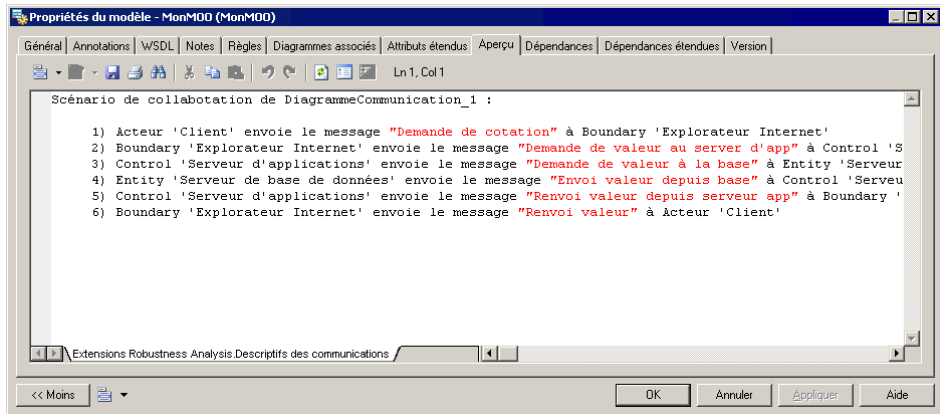 Propriétés du modèle - MonMOO (MonMOO)
Général Annotations WSDL Notes Règles Diagrammes associés Attributs étendus Aperçu Dépendances Dépendances étendues Version
Ln 1, Col 1
Scénario de collabotation de DiagrammeCommunication_1 :
1) Acteur 'Client' envoie le message "Demande de cotation" à Boundary 'Explorateur Internet'
2) Boundary 'Explorateur Internet' envoie le message "Demande de valeur au server d'app" à Control 'S
3) Control 'Serveur d'applications' envoie le message "Demande de valeur à la base" à Entity 'Serveur
4) Entity 'Serveur de base de données' envoie le message "Envoi valeur depuis base" à Control 'Serveu
5) Control 'Serveur d'applications' envoie le message "Renvoi valeur depuis serveur app" à Boundary '
6) Boundary 'Explorateur Internet' envoie le message "Renvoi valeur" à Acteur 'Client'
Extensions Robustness Analysis.Descriptifs des communications
<< Moins OK Annuler Appliquer Aide